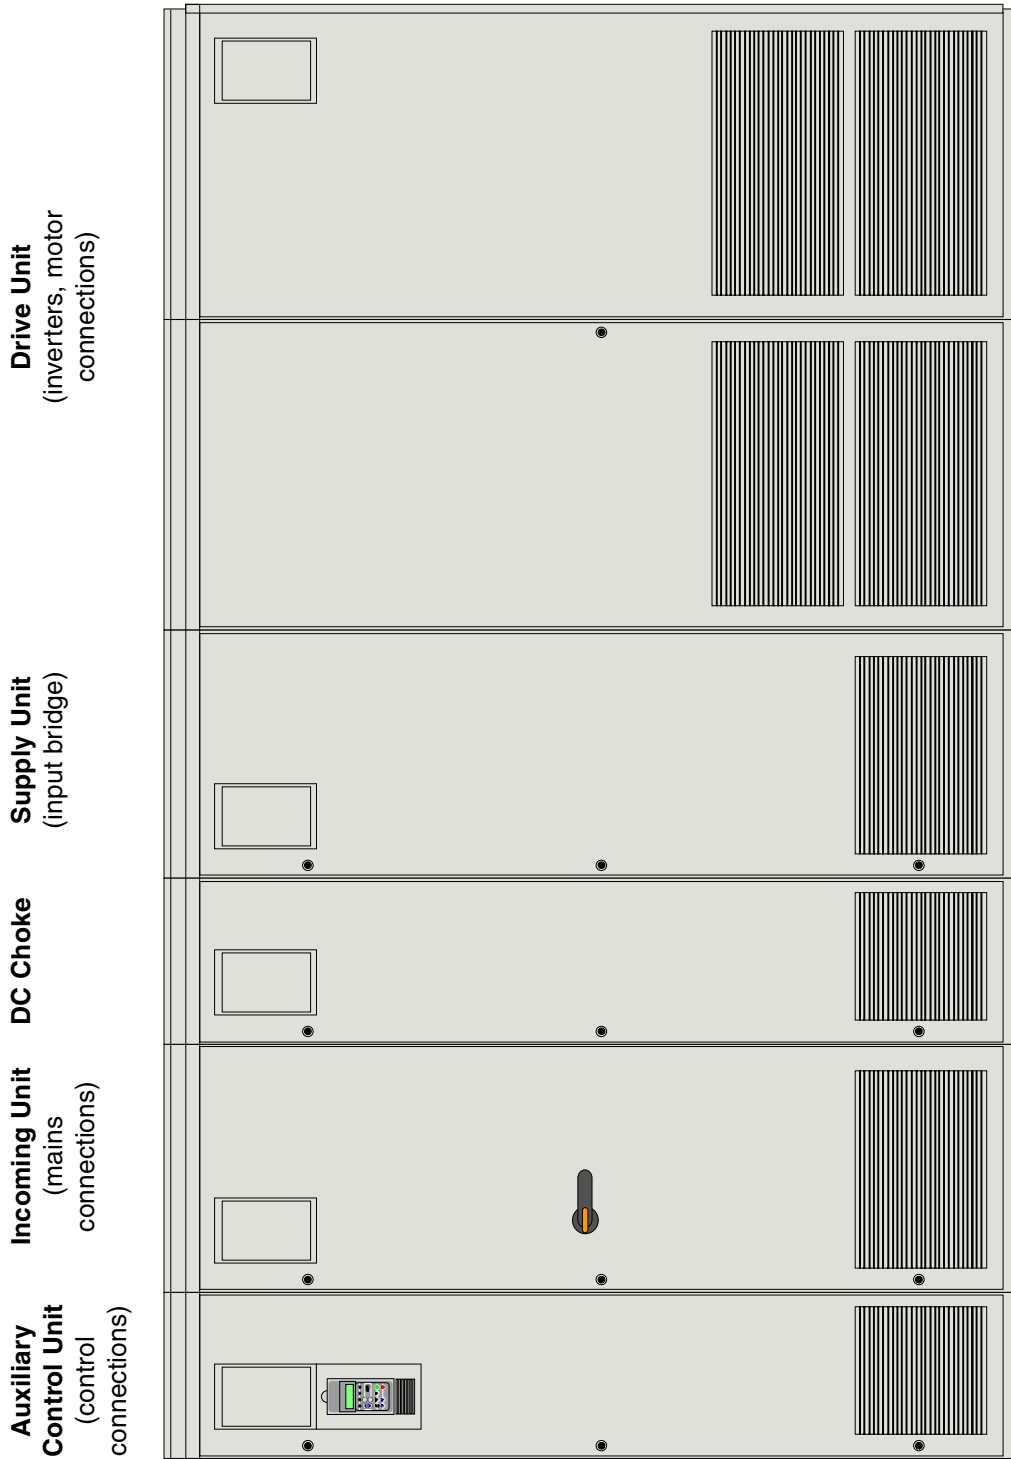 Auxiliary
Control Unit
(control
connections)
Incoming Unit
(mains
connections)
DC Choke
Supply Unit
(input bridge)
Drive Unit
(inverters, motor
connections)